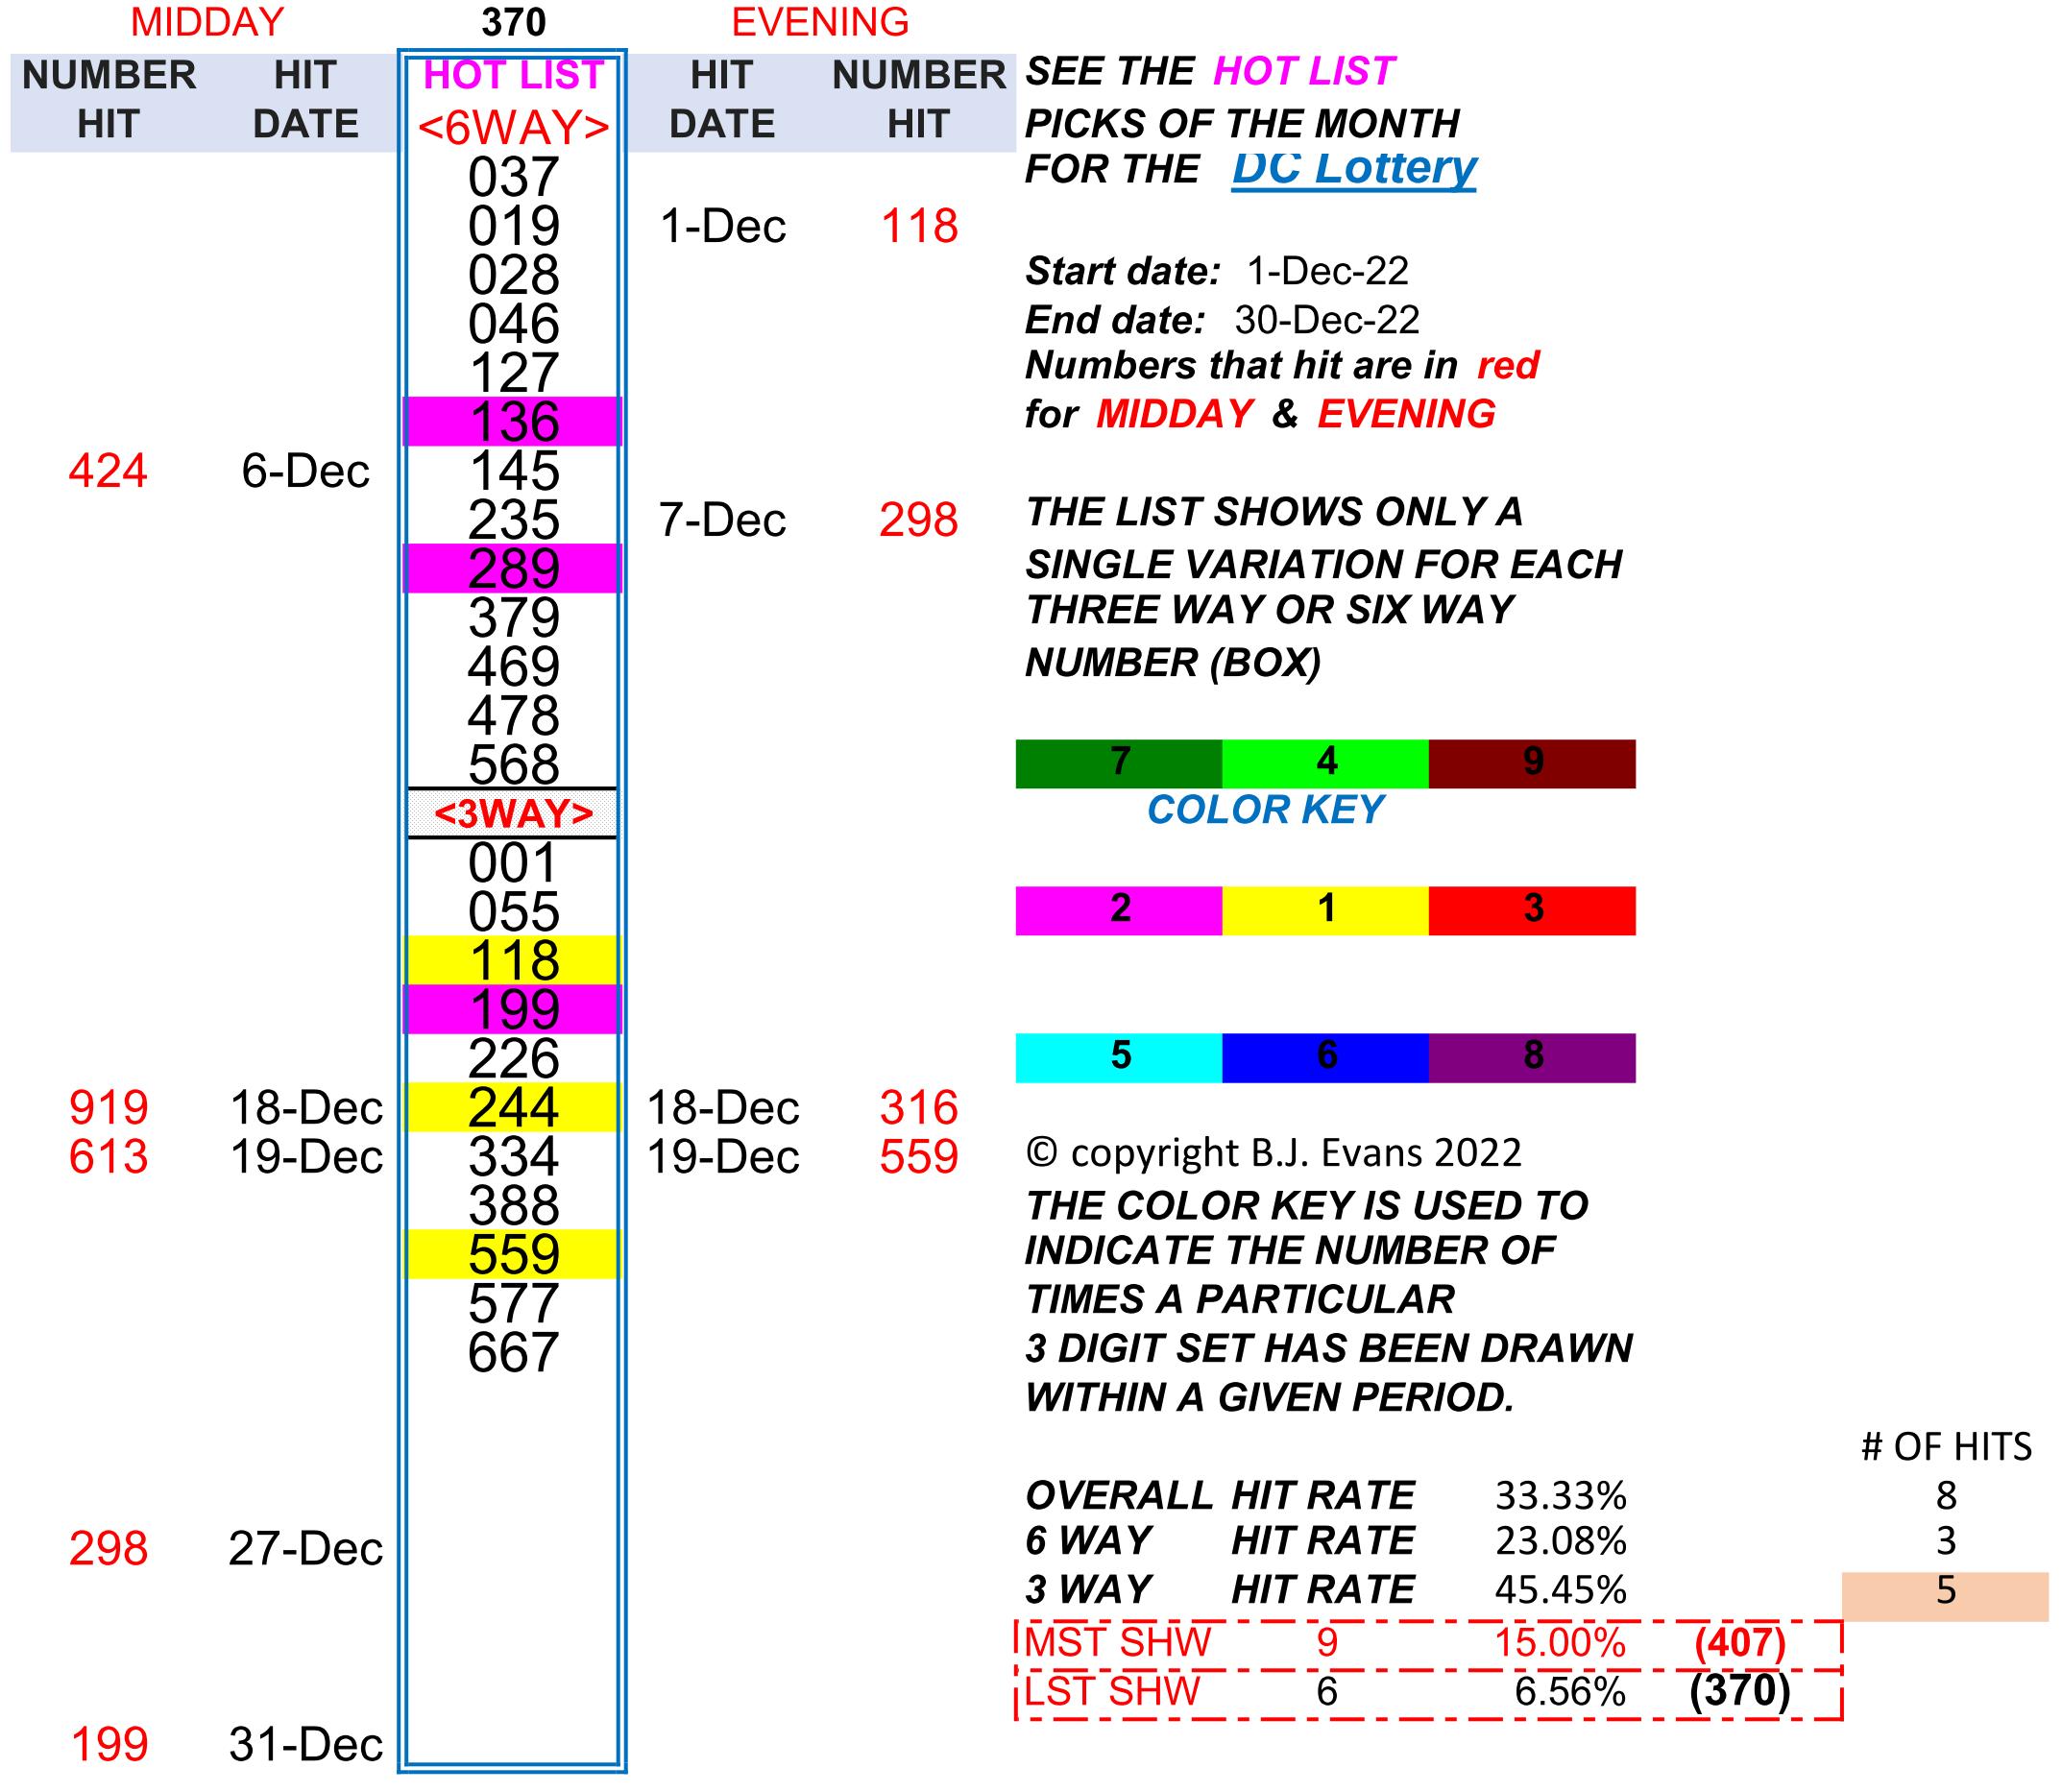 MIDDAY 370 EVENING
NUMBER HIT HOT LIST HIT NUMBER SEE THE HOT LIST
HIT DATE <6WAY> DATE HIT PICKS OF THE MONTH
037 FOR THE DC Lottery
019 1-Dec 118
028 Start date: 1-Dec-22
046 End date: 30-Dec-22
127 Numbers that hit are in red
136 for MIDDAY & EVENING
424 6-Dec 145
235 7-Dec 298 THE LIST SHOWS ONLY A
289 SINGLE VARIATION FOR EACH
379 THREE WAY OR SIX WAY
469 NUMBER (BOX)
478
568 7 4 9
<3WAY> COLOR KEY
001
055 2 1 3
118
199
226 5 6 8
919 18-Dec 244 18-Dec 316
613 19-Dec 334 19-Dec 559 © copyright B.J. Evans 2022
388 THE COLOR KEY IS USED TO
559 INDICATE THE NUMBER OF
577 TIMES A PARTICULAR
667 3 DIGIT SET HAS BEEN DRAWN
WITHIN A GIVEN PERIOD.
# OF HITS
OVERALL HIT RATE 33.33% 8
298 27-Dec 6 WAY HIT RATE 23.08% 3
3 WAY HIT RATE 45.45% 5
MST SHW 9 15.00% (407)
LST SHW 6 6.56% (370)
199 31-Dec